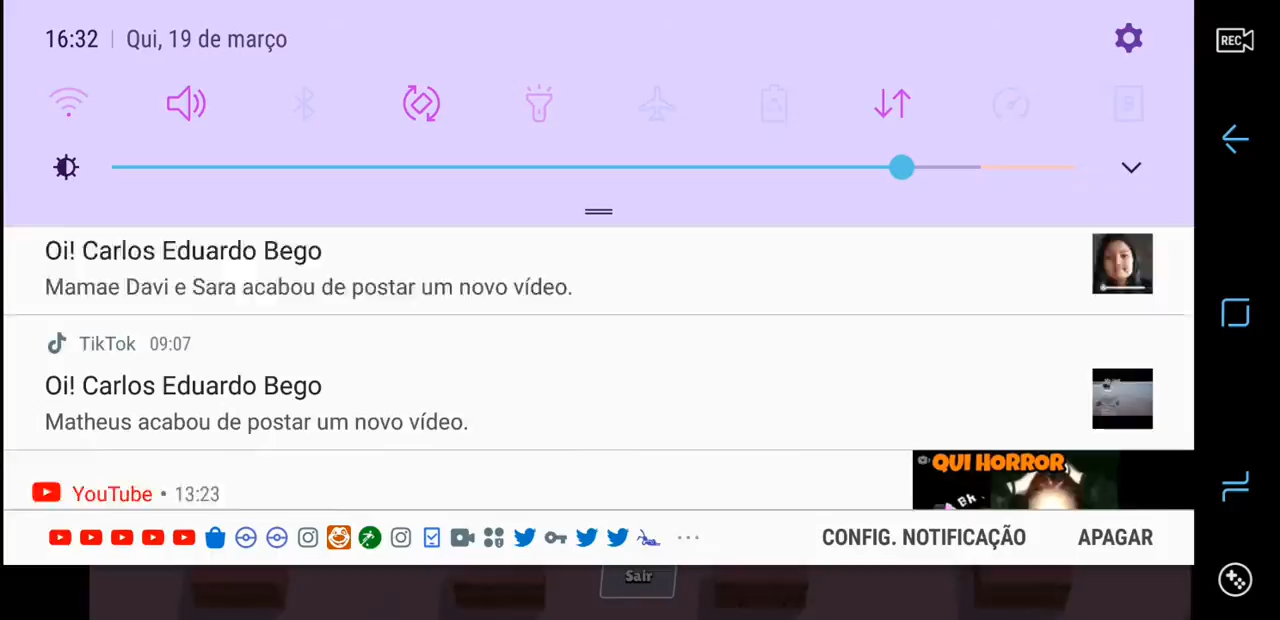 16:32 | Qui, 19 de março
REC
Oi! Carlos Eduardo Bego
Mamae Davi e Sara acabou de postar um novo vídeo.
TikTok 09:07
Oi! Carlos Eduardo Bego
Matheus acabou de postar um novo vídeo.
QUI HORROR
Bh
YouTube • 13:23
CONFIG. NOTIFICAÇÃO APAGAR
Sair